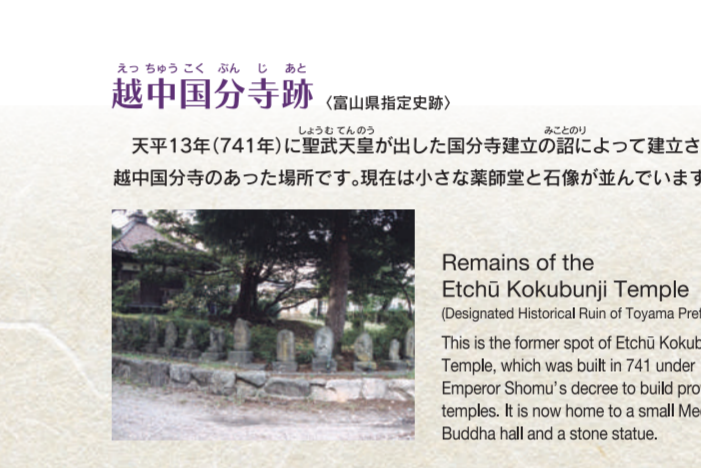 えっ ちゅう こく ぶん じ あと
越中国分寺跡 〈富山県指定史跡〉
しょうむ てんのう みことのり
天平13年(741年)に聖武天皇が出した国分寺建立の詔によって建立さ
越中国分寺のあった場所です。現在は小さな薬師堂と石像が並んでいます
Remains of the
Etchū Kokubunji Temple
(Designated Historical Ruin of Toyama Pref
This is the former spot of Etchū Kokub
Temple, which was built in 741 under
Emperor Shomu's decree to build pro
temples. It is now home to a small Me
Buddha hall and a stone statue.